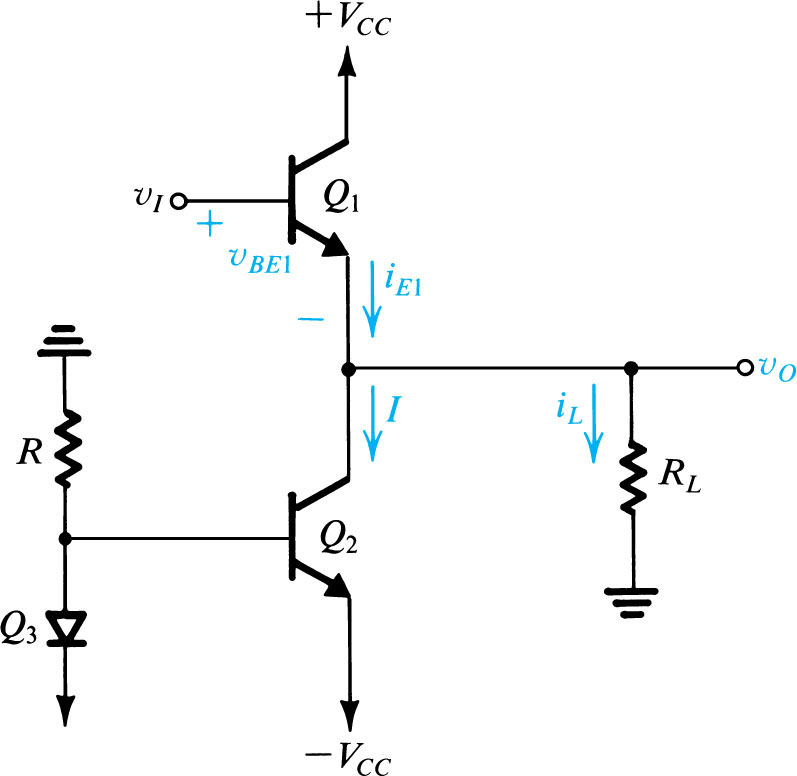 +V_CC
v_I
+
Q_1
v_BE1
−
i_E1
v_O
I
i_L
R
R_L
Q_2
Q_3
−V_CC